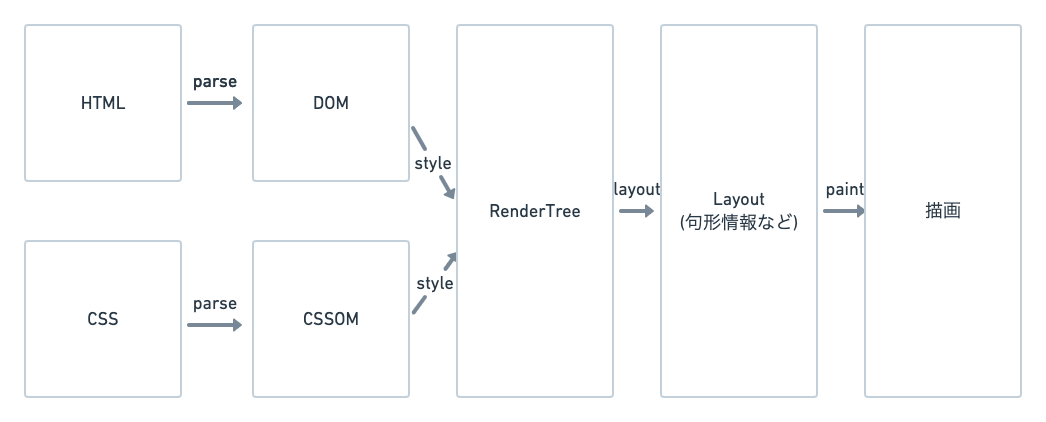 HTML
parse
DOM
style
CSS
parse
CSSOM
style
RenderTree
layout
Layout
(句形情報など)
paint
描画